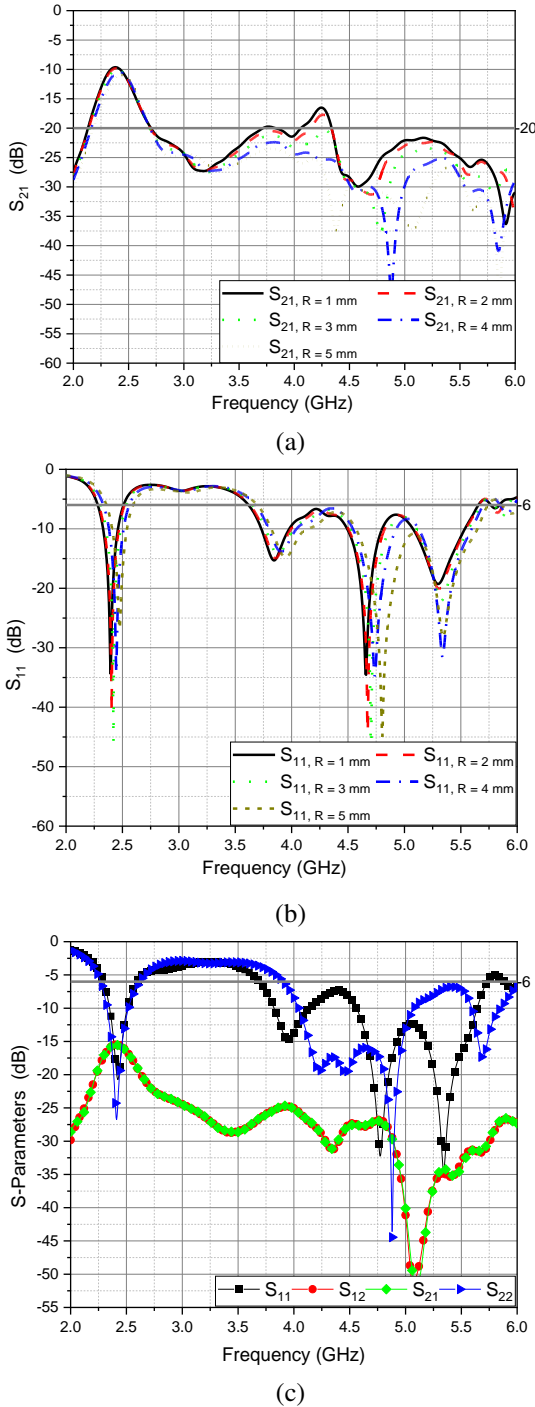 0
-5
-10
-15
-20
-25
-30
-35
-40
-45
-50
-55
-60
-20
S21 (dB)
S21, R = 1 mm S21, R = 2 mm
S21, R = 3 mm S21, R = 4 mm
S21, R = 5 mm
2.0 2.5 3.0 3.5 4.0 4.5 5.0 5.5 6.0
Frequency (GHz)
(a)
0
-10
-20
-30
-40
-50
-60
-6
S11 (dB)
S11, R = 1 mm S11, R = 2 mm
S11, R = 3 mm S11, R = 4 mm
S11, R = 5 mm
2.0 2.5 3.0 3.5 4.0 4.5 5.0 5.5 6.0
Frequency (GHz)
(b)
0
-5
-10
-15
-20
-25
-30
-35
-40
-45
-50
-55
-6
S-Parameters (dB)
S11 S12 S21 S22
2.0 2.5 3.0 3.5 4.0 4.5 5.0 5.5 6.0
Frequency (GHz)
(c)